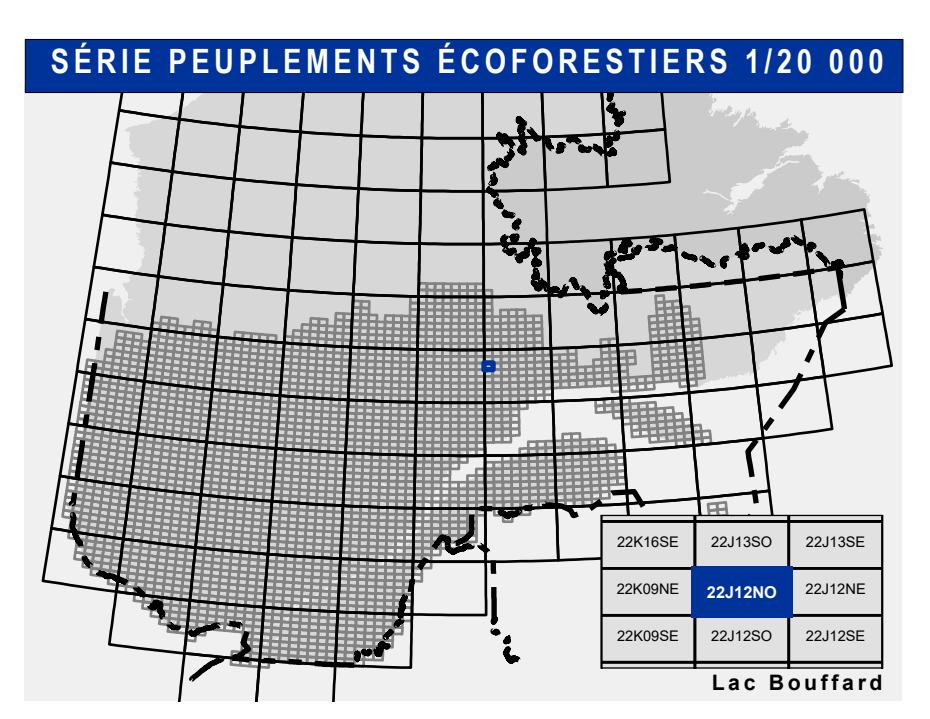 SÉRIE PEUPLEMENTS ÉCOFORESTIERS 1/20 000
22K16SE 22J13SO 22J13SE
22K09NE 22J12NO 22J12NE
22K09SE 22J12SO 22J12SE
Lac Bouffard